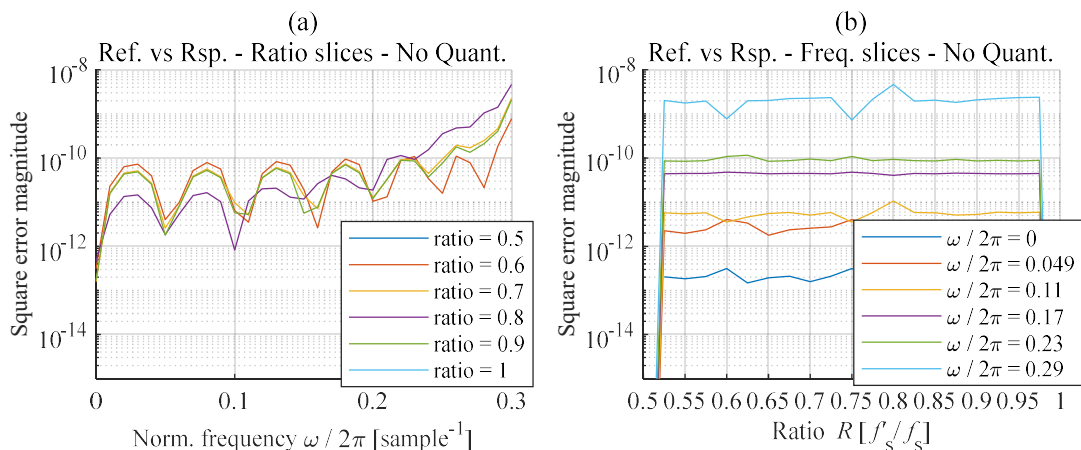 (a)
Ref. vs Rsp. - Ratio slices - No Quant.
10⁻⁸
10⁻¹⁰
10⁻¹²
10⁻¹⁴
Square error magnitude
ratio = 0.5
ratio = 0.6
ratio = 0.7
ratio = 0.8
ratio = 0.9
ratio = 1
0 0.1 0.2 0.3
Norm. frequency ω / 2π [sample⁻¹]
(b)
Ref. vs Rsp. - Freq. slices - No Quant.
10⁻⁸
10⁻¹⁰
10⁻¹²
10⁻¹⁴
Square error magnitude
ω / 2π = 0
ω / 2π = 0.049
ω / 2π = 0.11
ω / 2π = 0.17
ω / 2π = 0.23
ω / 2π = 0.29
0.5 0.55 0.6 0.65 0.7 0.75 0.8 0.85 0.9 0.95 1
Ratio R [f′ₛ/fₛ]